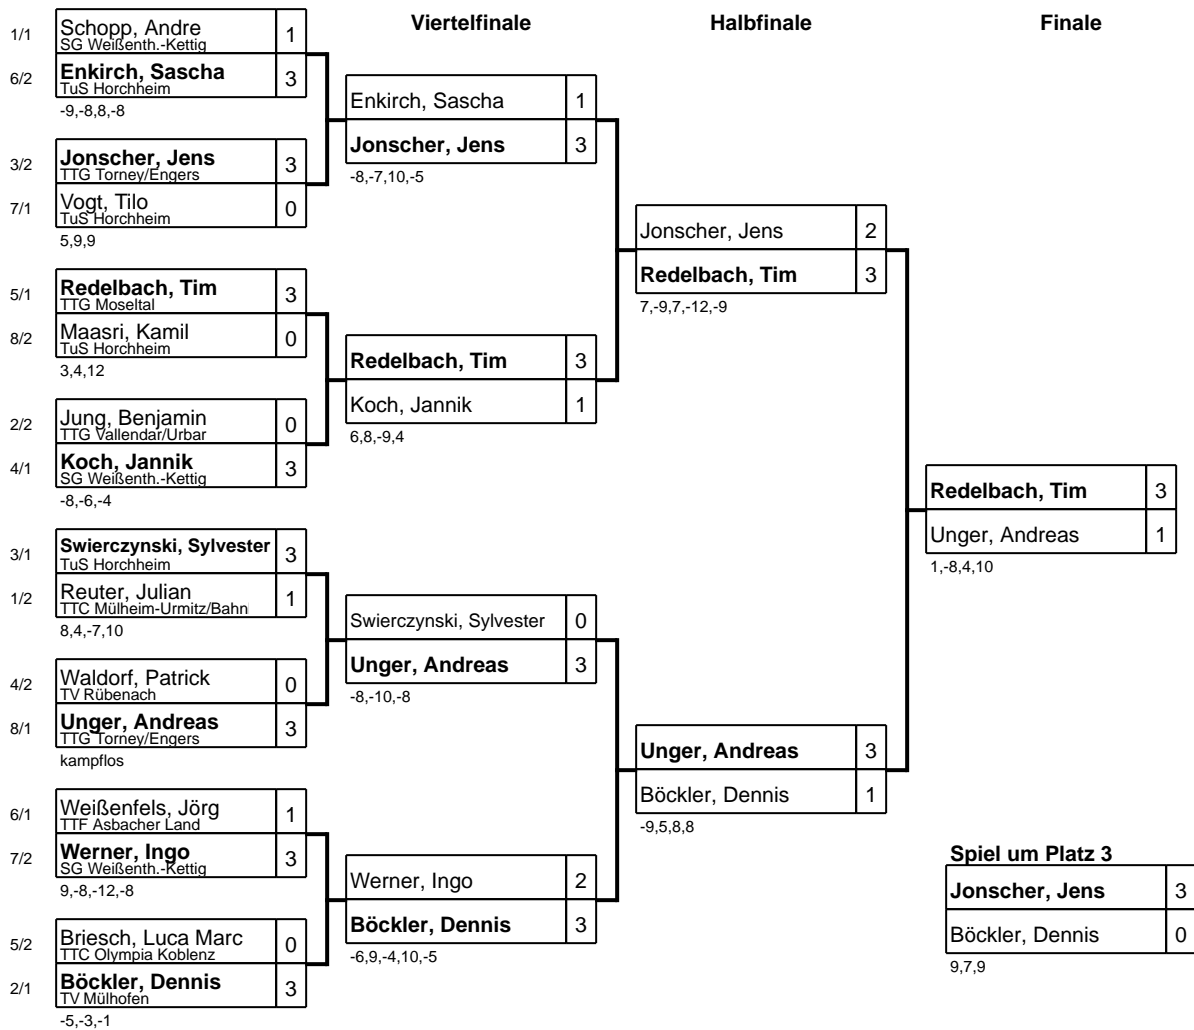 Viertelfinale
Halbfinale
Finale
1/1 Schopp, Andre 1
SG Weißenth.-Kettig
6/2 Enkirch, Sascha 3
TuS Horchheim
-9,-8,8,-8
3/2 Jonscher, Jens 3
TTG Torney/Engers
7/1 Vogt, Tilo 0
TuS Horchheim
5,9,9
5/1 Redelbach, Tim 3
TTG Moseltal
8/2 Maasri, Kamil 0
TuS Horchheim
3,4,12
2/2 Jung, Benjamin 0
TTG Vallendar/Urbar
4/1 Koch, Jannik 3
SG Weißenth.-Kettig
-8,-6,-4
3/1 Swierczynski, Sylvester 3
TuS Horchheim
1/2 Reuter, Julian 1
TTC Mülheim-Urmitz/Bahn
8,4,-7,10
4/2 Waldorf, Patrick 0
TV Rübenach
8/1 Unger, Andreas 3
TTG Torney/Engers
kampflos
6/1 Weißenfels, Jörg 1
TTF Asbacher Land
7/2 Werner, Ingo 3
SG Weißenth.-Kettig
9,-8,-12,-8
5/2 Briesch, Luca Marc 0
TTC Olympia Koblenz
2/1 Böckler, Dennis 3
TV Mülhofen
-5,-3,-1
Enkirch, Sascha 1
Jonscher, Jens 3
-8,-7,10,-5
Redelbach, Tim 3
Koch, Jannik 1
6,8,-9,4
Swierczynski, Sylvester 0
Unger, Andreas 3
-8,-10,-8
Werner, Ingo 2
Böckler, Dennis 3
-6,9,-4,10,-5
Jonscher, Jens 2
Redelbach, Tim 3
7,-9,7,-12,-9
Unger, Andreas 3
Böckler, Dennis 1
-9,5,8,8
Redelbach, Tim 3
Unger, Andreas 1
1,-8,4,10
Spiel um Platz 3
Jonscher, Jens 3
Böckler, Dennis 0
9,7,9